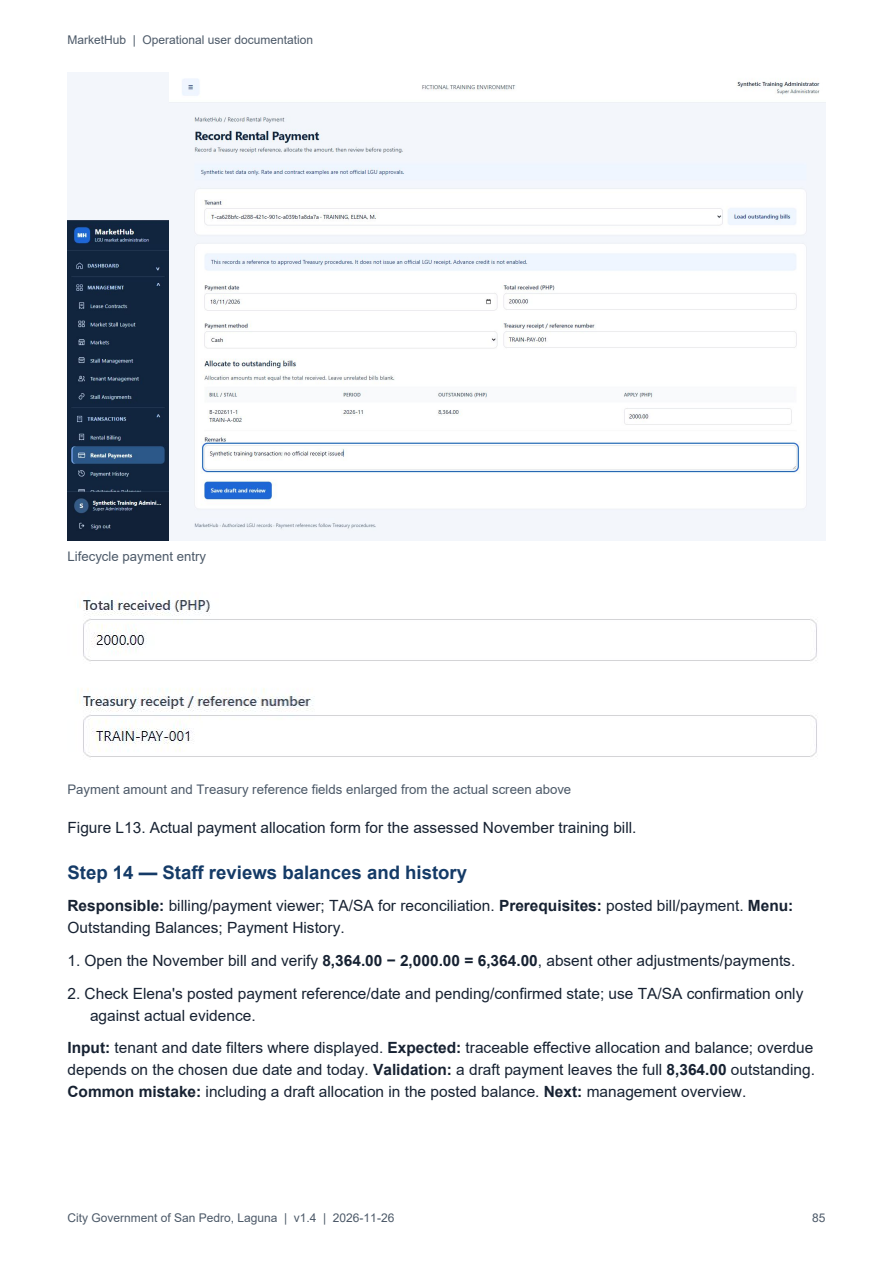 MarketHub | Operational user documentation
≡
FICTIONAL TRAINING ENVIRONMENT
Synthetic Training Administrator
Super Administrator
MarketHub / Record Rental Payment
Record Rental Payment
Record a Treasury receipt reference, allocate the amount, then review before posting.
Synthetic test data only. Rate and contract examples are not official LGU approvals.
Tenant
T-ca628bfc-d288-421c-901c-a039b1a8da7a - TRAINING, ELENA. M.
Load outstanding bills
MH
MarketHub
LGU market administration
DASHBOARD
MANAGEMENT
Lease Contracts
Market Stall Layout
Markets
Stall Management
Tenant Management
Stall Assignments
TRANSACTIONS
Rental Billing
Rental Payments
Payment History
Outstanding Balances
S
Synthetic Training Admini...
Super Administrator
Sign out
This records a reference to approved Treasury procedures. It does not issue an official LGU receipt. Advance credit is not enabled.
Payment date
Total received (PHP)
18/11/2026
2000.00
Payment method
Treasury receipt / reference number
Cash
TRAIN-PAY-001
Allocate to outstanding bills
Allocation amounts must equal the total received. Leave unrelated bills blank.
BILL / STALL PERIOD OUTSTANDING (PHP) APPLY (PHP)
B-202611-1 2026-11 8,364.00 2000.00
TRAIN-A-002
Remarks
Synthetic training transaction: no official receipt issued
Save draft and review
MarketHub · Authorized LGU records · Payment references follow Treasury procedures.
Lifecycle payment entry
Total received (PHP)
2000.00
Treasury receipt / reference number
TRAIN-PAY-001
Payment amount and Treasury reference fields enlarged from the actual screen above
Figure L13. Actual payment allocation form for the assessed November training bill.
Step 14 — Staff reviews balances and history
Responsible: billing/payment viewer; TA/SA for reconciliation. Prerequisites: posted bill/payment. Menu:
Outstanding Balances; Payment History.
1. Open the November bill and verify 8,364.00 − 2,000.00 = 6,364.00, absent other adjustments/payments.
2. Check Elena's posted payment reference/date and pending/confirmed state; use TA/SA confirmation only
against actual evidence.
Input: tenant and date filters where displayed. Expected: traceable effective allocation and balance; overdue
depends on the chosen due date and today. Validation: a draft payment leaves the full 8,364.00 outstanding.
Common mistake: including a draft allocation in the posted balance. Next: management overview.
City Government of San Pedro, Laguna | v1.4 | 2026-11-26
85